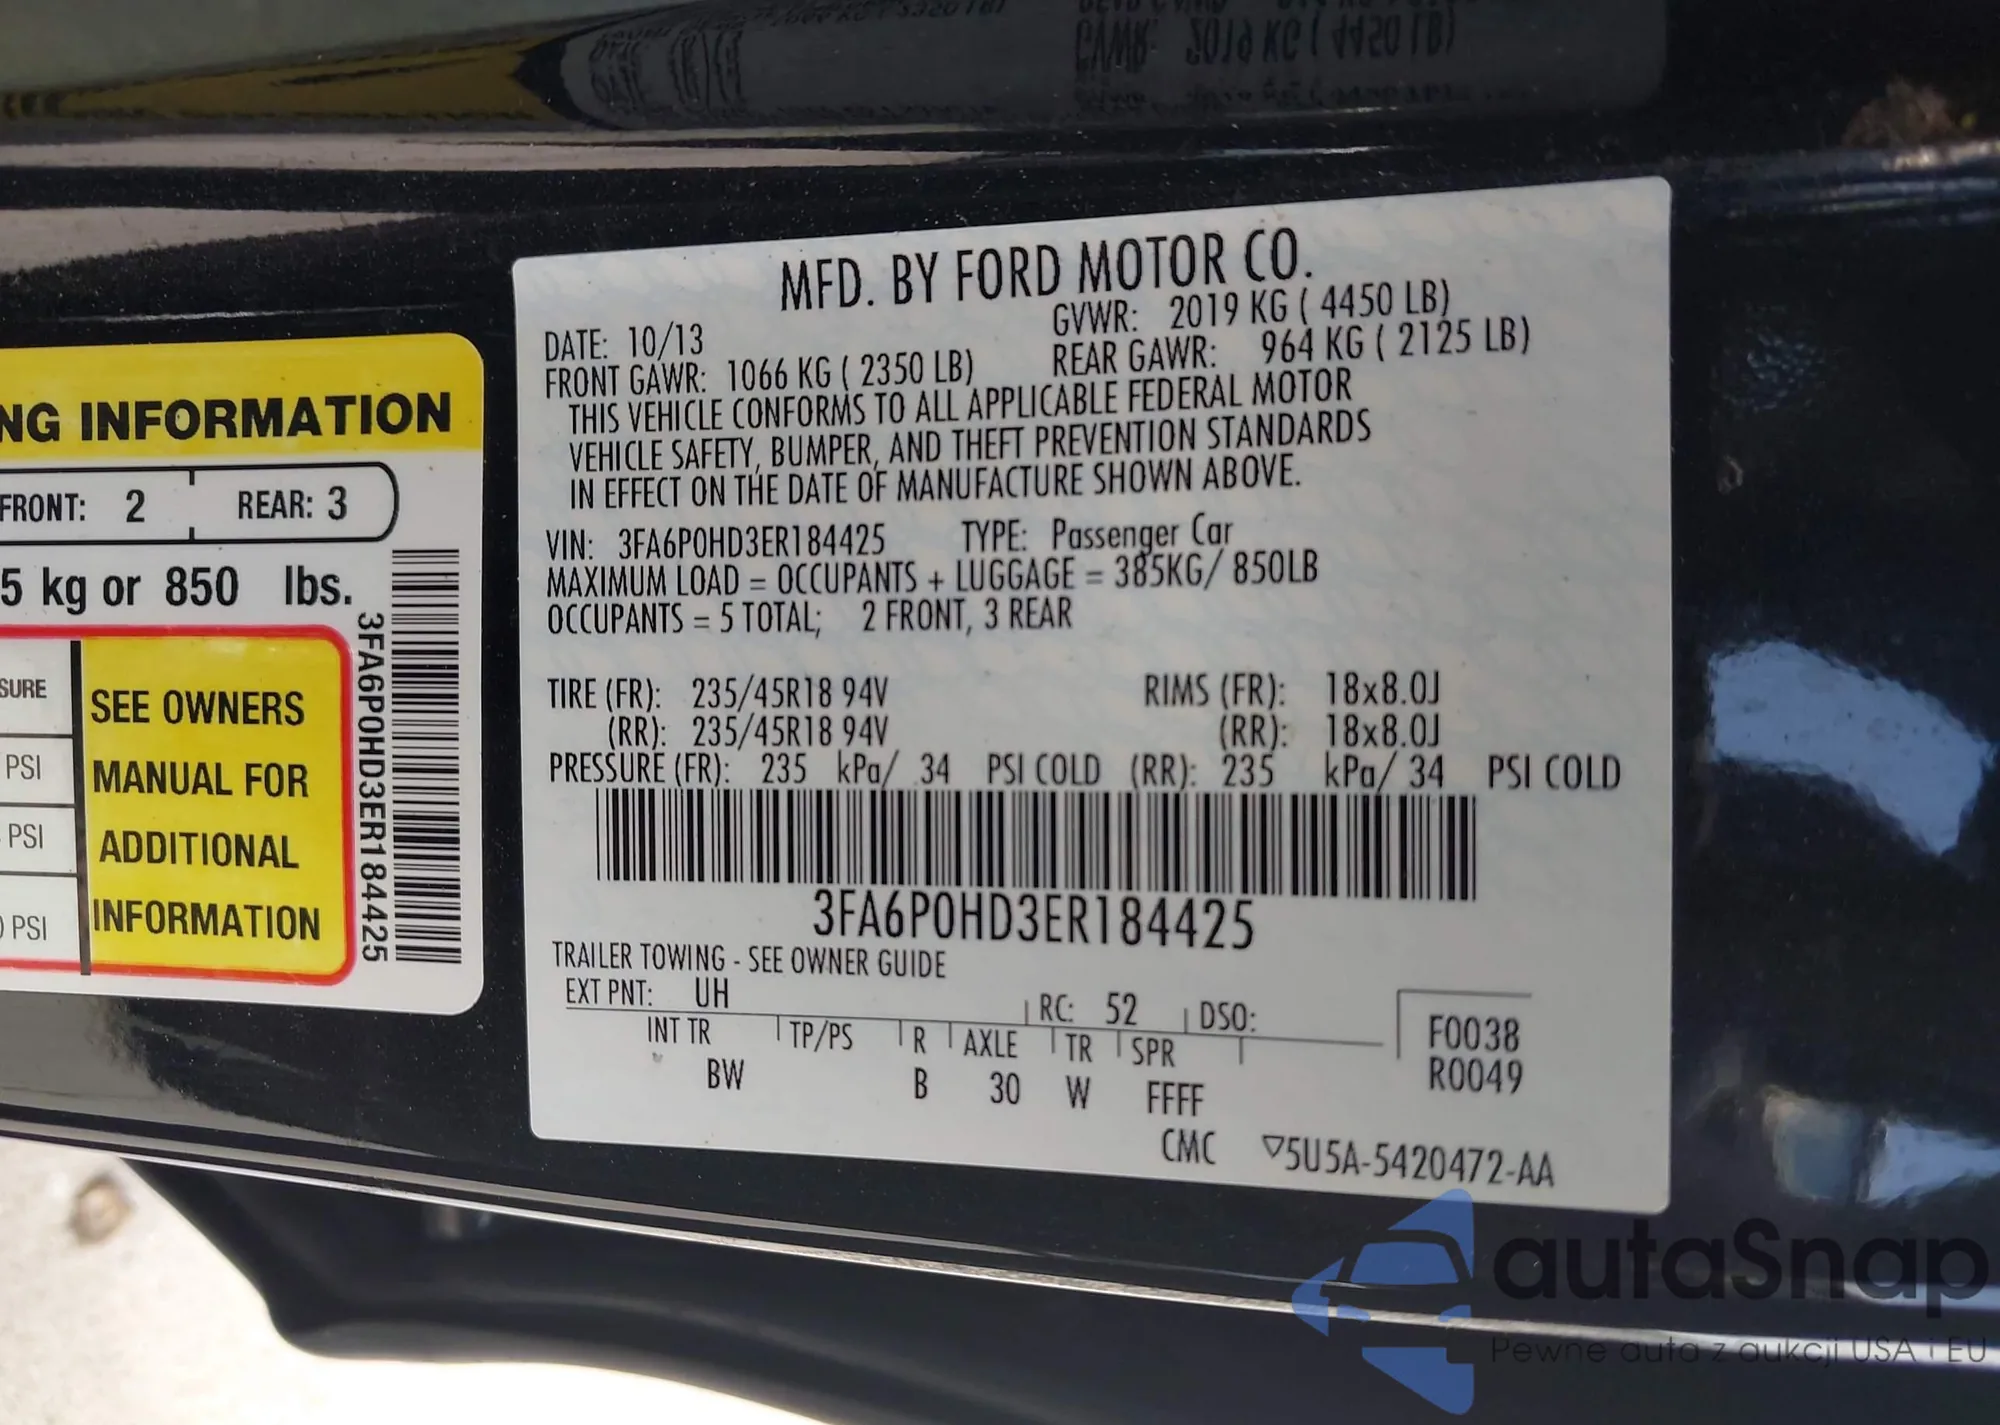 NG INFORMATION
FRONT: 2 REAR: 3
5 kg or 850 lbs.
SURE
PSI
PSI
PSI
SEE OWNERS
MANUAL FOR
ADDITIONAL
INFORMATION
3FA6P0HD3ER184425
MFD. BY FORD MOTOR CO.
DATE: 10/13 GVWR: 2019 KG ( 4450 LB)
FRONT GAWR: 1066 KG ( 2350 LB) REAR GAWR: 964 KG ( 2125 LB)
THIS VEHICLE CONFORMS TO ALL APPLICABLE FEDERAL MOTOR
VEHICLE SAFETY, BUMPER, AND THEFT PREVENTION STANDARDS
IN EFFECT ON THE DATE OF MANUFACTURE SHOWN ABOVE.
VIN: 3FA6P0HD3ER184425 TYPE: Passenger Car
MAXIMUM LOAD = OCCUPANTS + LUGGAGE = 385KG/ 850LB
OCCUPANTS = 5 TOTAL; 2 FRONT, 3 REAR
TIRE (FR): 235/45R18 94V RIMS (FR): 18x8.0J
(RR): 235/45R18 94V (RR): 18x8.0J
PRESSURE (FR): 235 kPa/ 34 PSI COLD (RR): 235 kPa/ 34 PSI COLD
3FA6P0HD3ER184425
TRAILER TOWING - SEE OWNER GUIDE
EXT PNT: UH RC: 52 DSO:
INT TR TP/PS R AXLE TR SPR
BW B 30 W FFFF
F0038
R0049
CMC ▽5U5A-5420472-AA
autaSnap
Pewne auta z aukcji USA i EU